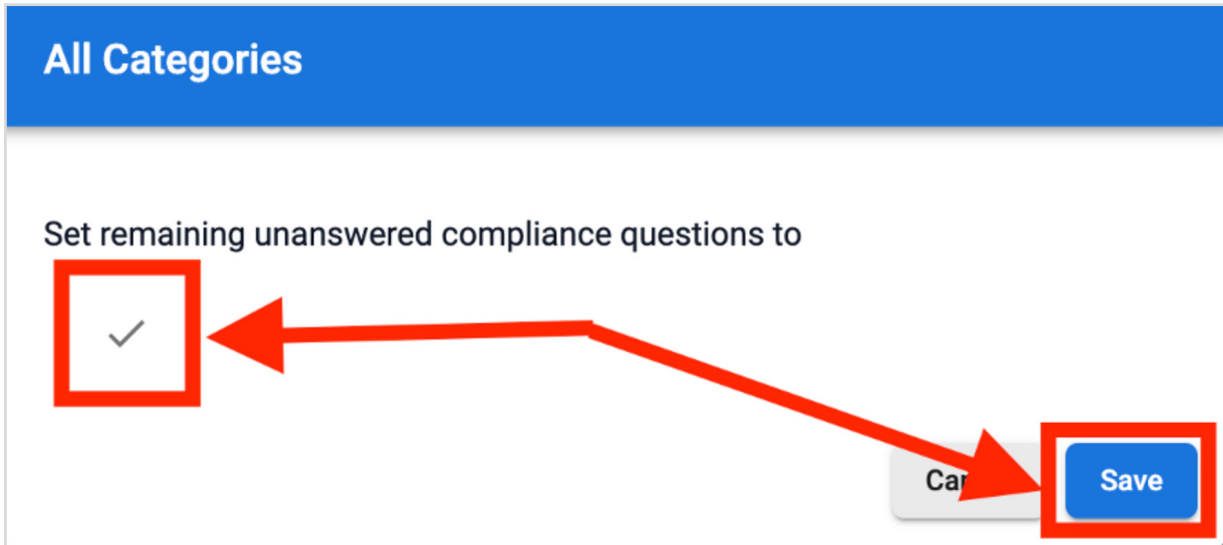 All Categories
Set remaining unanswered compliance questions to
Save